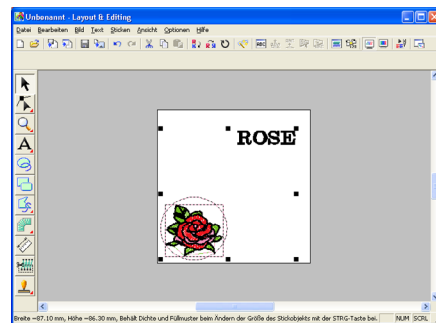 Unbenannt - Layout & Editing
Datei Bearbeiten Bild Text Sticken Ansicht Optionen Hilfe
ABC
ROSE
A
Breite -87.10 mm, Höhe -86.30 mm, Behält Dichte und Füllmuster beim Ändern der Größe des Stickobjekts mit der STRG-Taste bei. NUM SCRL